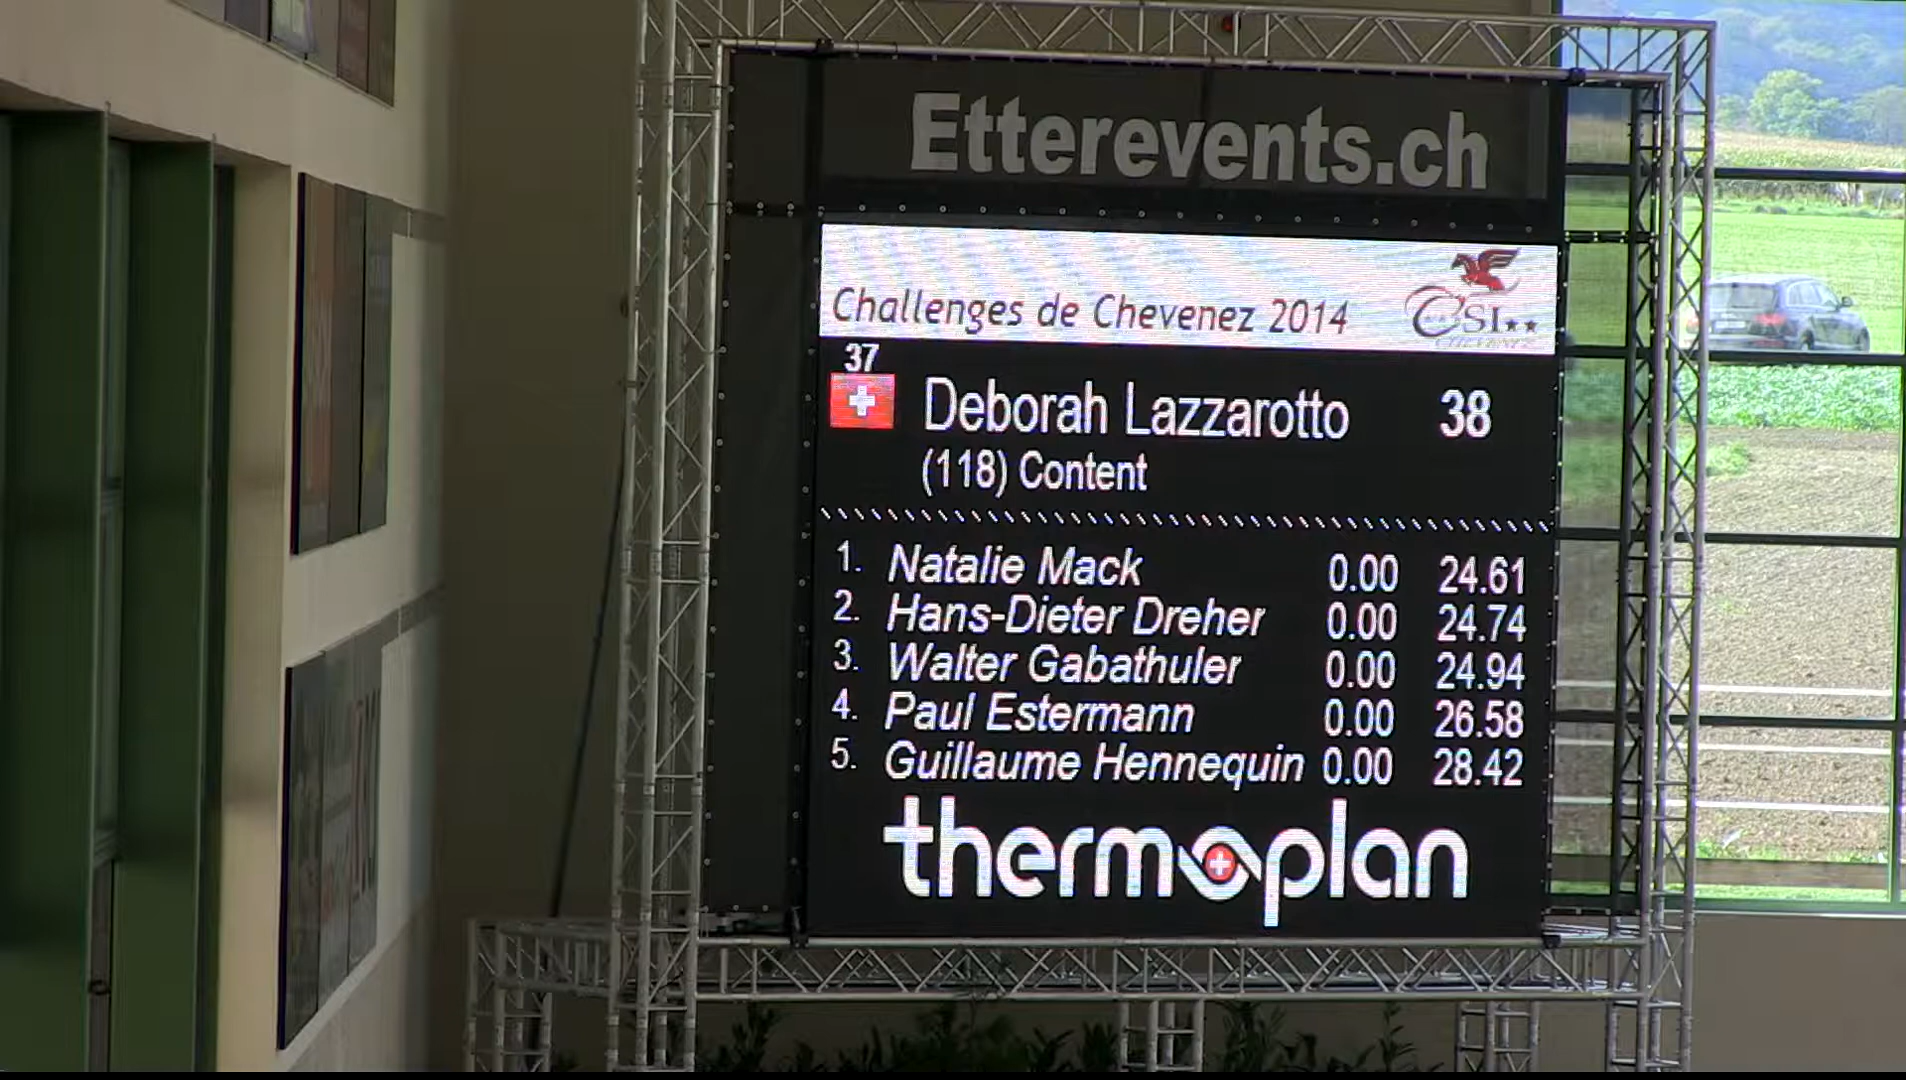 Etterevents.ch
Challenges de Chevenez 2014
CSI**
37
Deborah Lazzarotto 38
(118) Content
1. Natalie Mack 0.00 24.61
2. Hans-Dieter Dreher 0.00 24.74
3. Walter Gabathuler 0.00 24.94
4. Paul Estermann 0.00 26.58
5. Guillaume Hennequin 0.00 28.42
thermoplan